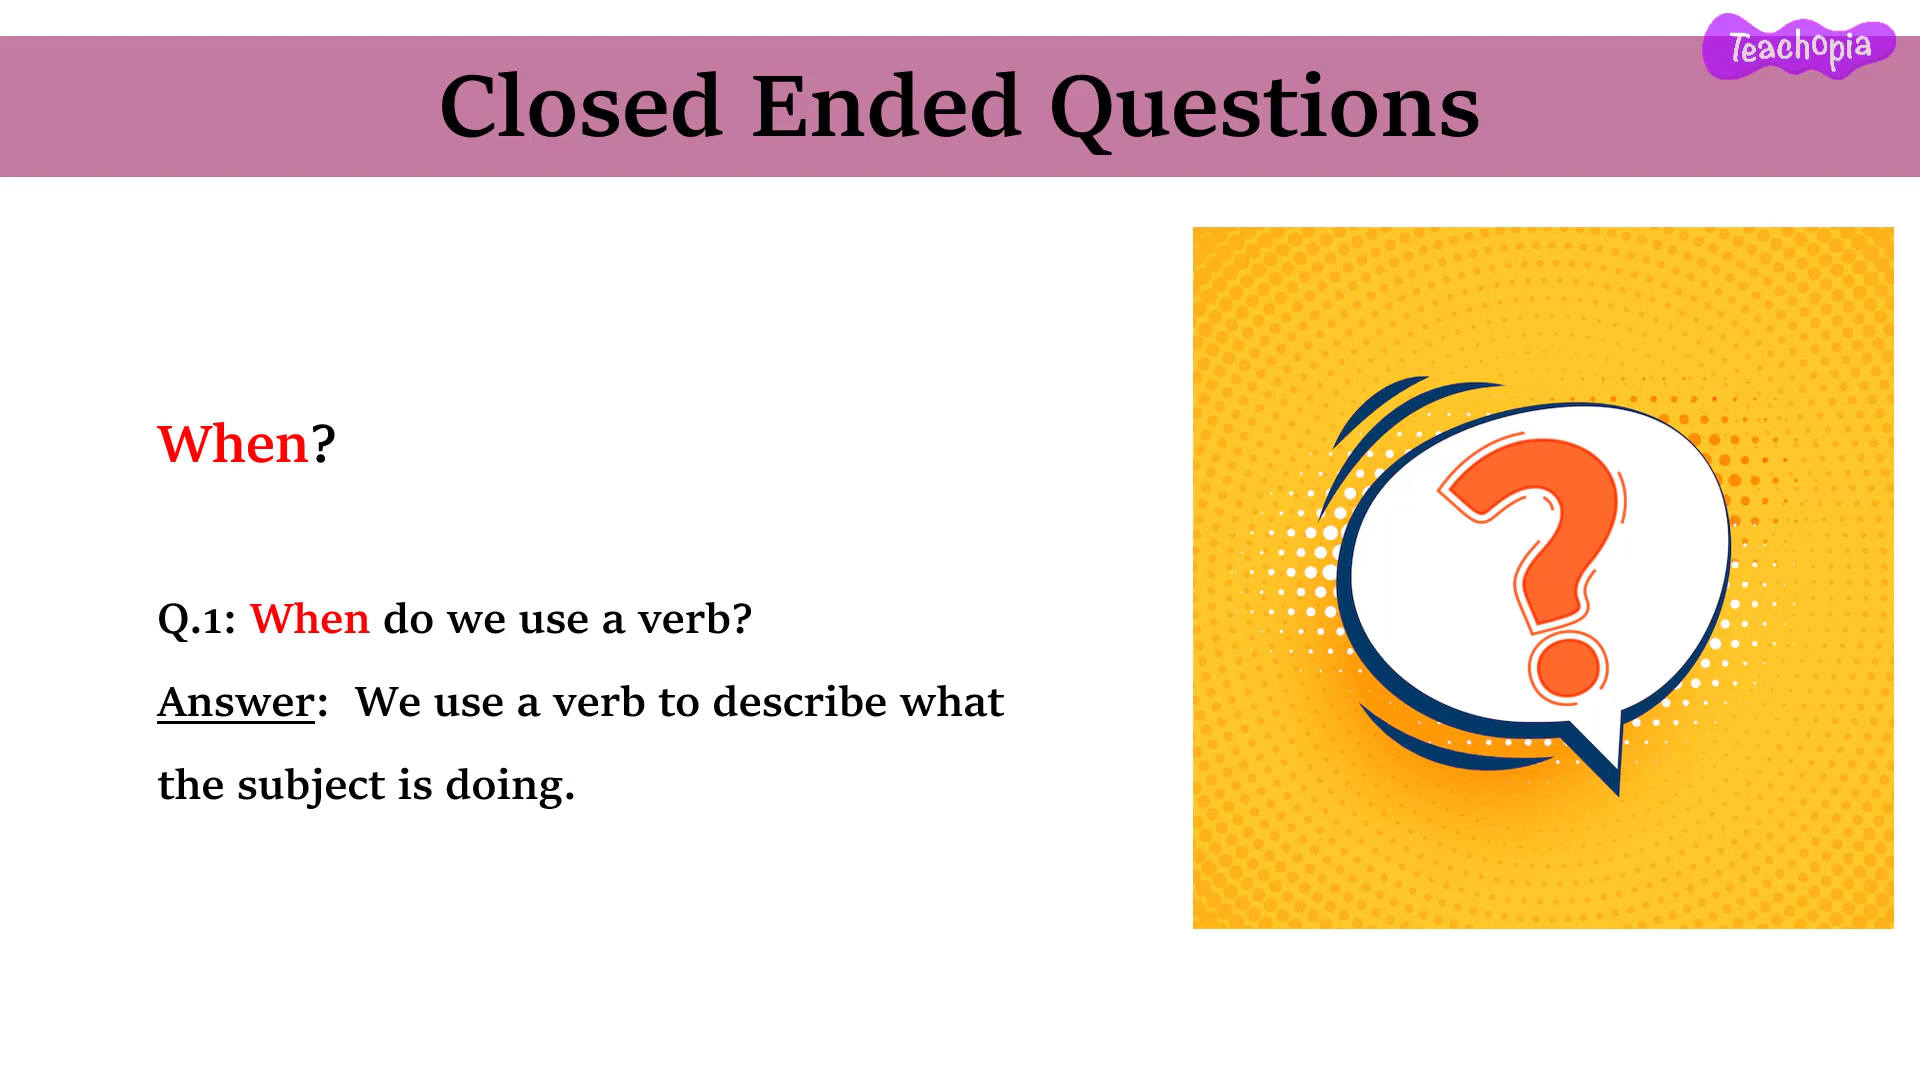 Teachopia
Closed Ended Questions
When?
Q.1: When do we use a verb?
Answer:  We use a verb to describe what
the subject is doing.
?